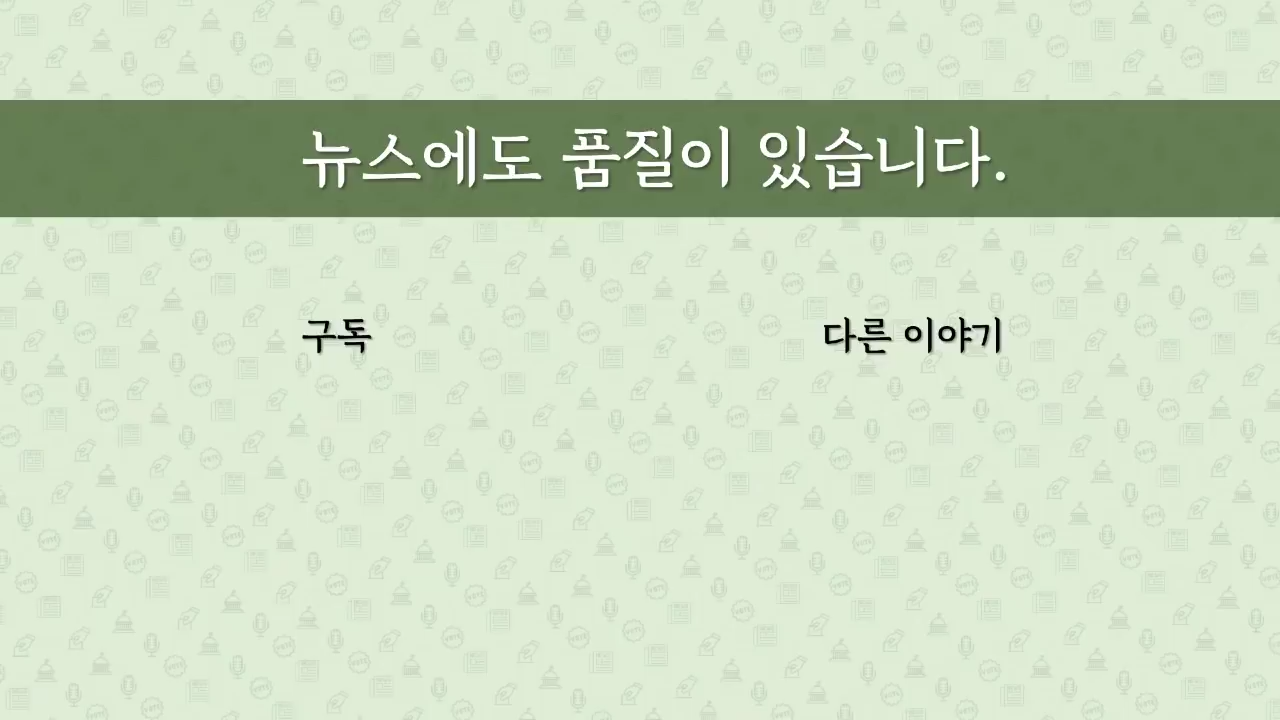 뉴스에도 품질이 있습니다.
구독
다른 이야기